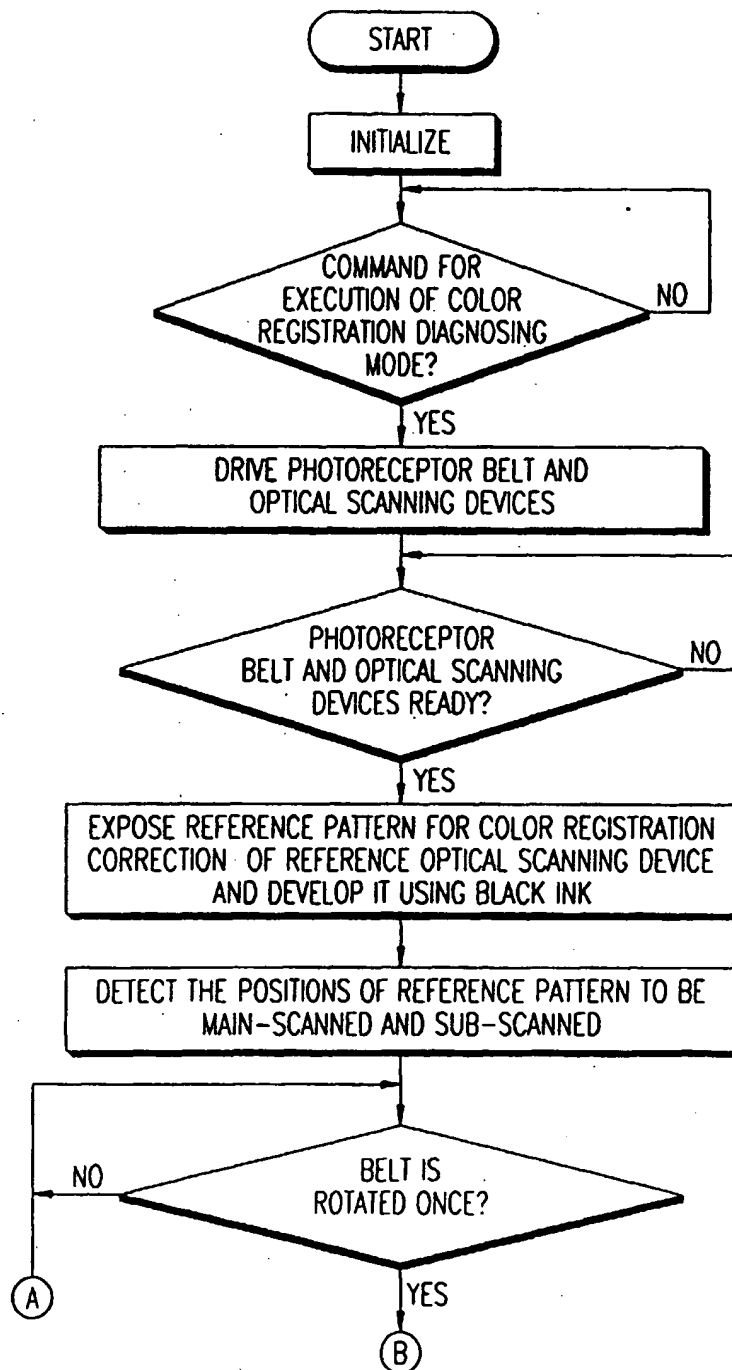 START
INITIALIZE
COMMAND FOR
EXECUTION OF COLOR
REGISTRATION DIAGNOSING
MODE?
NO
YES
DRIVE PHOTORECEPTOR BELT AND
OPTICAL SCANNING DEVICES
PHOTORECEPTOR
BELT AND OPTICAL SCANNING
DEVICES READY?
NO
YES
EXPOSE REFERENCE PATTERN FOR COLOR REGISTRATION
CORRECTION OF REFERENCE OPTICAL SCANNING DEVICE
AND DEVELOP IT USING BLACK INK
DETECT THE POSITIONS OF REFERENCE PATTERN TO BE
MAIN-SCANNED AND SUB-SCANNED
BELT IS
ROTATED ONCE?
NO
YES
A
B